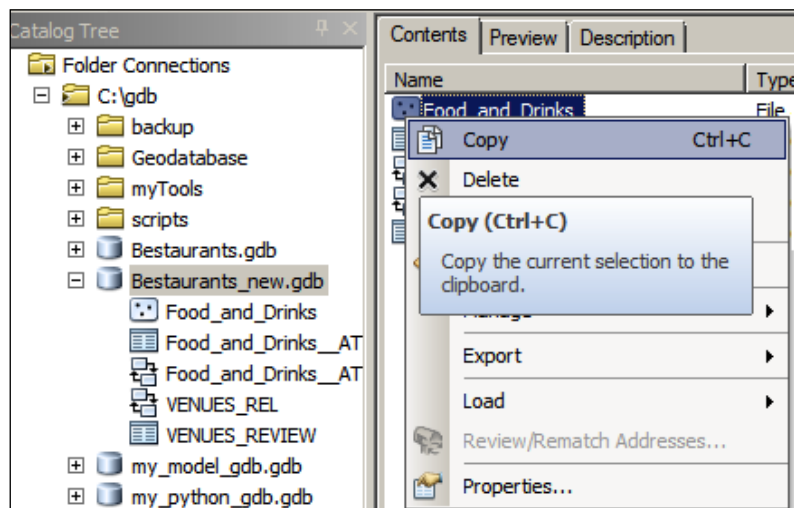 Catalog Tree
Folder Connections
C:\gdb
backup
Geodatabase
myTools
scripts
Bestaurants.gdb
Bestaurants_new.gdb
Food_and_Drinks
Food_and_Drinks__AT
Food_and_Drinks__AT
VENUES_REL
VENUES_REVIEW
my_model_gdb.gdb
my_python_gdb.gdb
Contents Preview Description
Name Type
Food_and_Drinks File
Copy Ctrl+C
Delete
Copy (Ctrl+C)
Copy the current selection to the
clipboard.
Manage
Export
Load
Review/Rematch Addresses...
Properties...